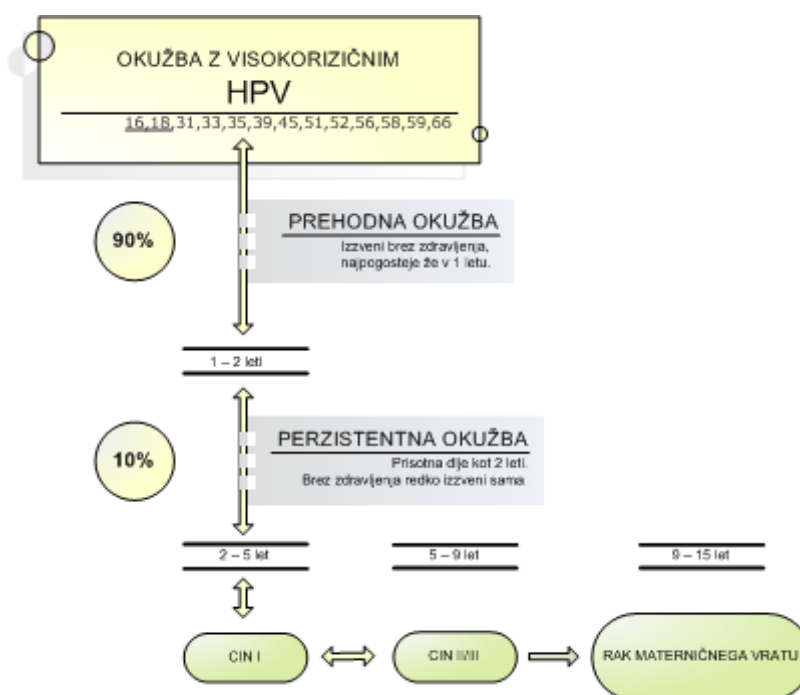 OKUŽBA Z VISOKORIZIČNIM
HPV
16,18,31,33,35,39,45,51,52,56,58,59,66
90%
PREHODNA OKUŽBA
Izzveni brez zdravljenja,
najpogosteje že v 1 letu.
1 – 2 leti
10%
PERZISTENTNA OKUŽBA
Prisotna dlje kot 2 leti.
Brez zdravljenja redko izzveni sama.
2 – 5 let
5 – 9 let
9 – 15 let
CIN I
CIN II/III
RAK MATERNIČNEGA VRATU